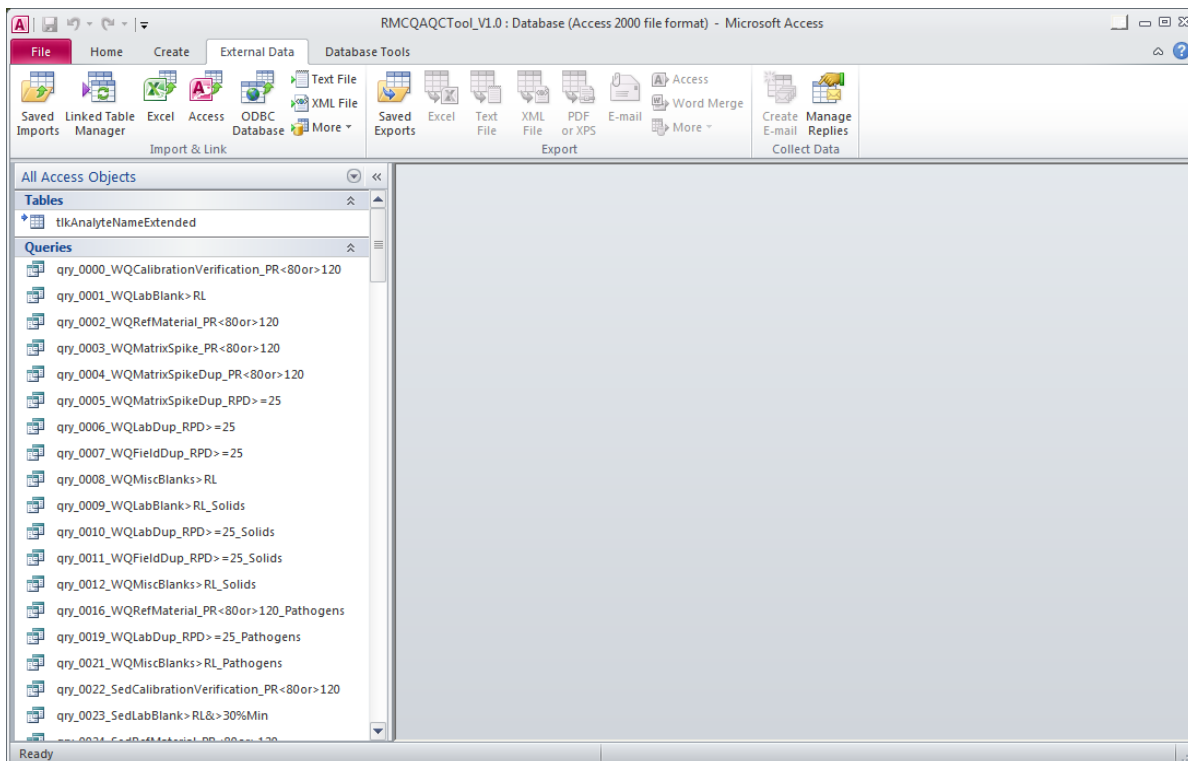 RMCQAQCTool_V1.0 : Database (Access 2000 file format) - Microsoft Access
File Home Create External Data Database Tools
Saved Imports
Linked Table Manager
Excel
Access
ODBC Database
Text File
XML File
More
Import & Link
Saved Exports
Excel
Text File
XML File
PDF or XPS
E-mail
Access
Word Merge
More
Export
Create E-mail
Manage Replies
Collect Data
All Access Objects
Tables
tlkAnalyteNameExtended
Queries
qry_0000_WQCalibrationVerification_PR<80or>120
qry_0001_WQLabBlank>RL
qry_0002_WQRefMaterial_PR<80or>120
qry_0003_WQMatrixSpike_PR<80or>120
qry_0004_WQMatrixSpikeDup_PR<80or>120
qry_0005_WQMatrixSpikeDup_RPD>=25
qry_0006_WQLabDup_RPD>=25
qry_0007_WQFieldDup_RPD>=25
qry_0008_WQMiscBlanks>RL
qry_0009_WQLabBlank>RL_Solids
qry_0010_WQLabDup_RPD>=25_Solids
qry_0011_WQFieldDup_RPD>=25_Solids
qry_0012_WQMiscBlanks>RL_Solids
qry_0016_WQRefMaterial_PR<80or>120_Pathogens
qry_0019_WQLabDup_RPD>=25_Pathogens
qry_0021_WQMiscBlanks>RL_Pathogens
qry_0022_SedCalibrationVerification_PR<80or>120
qry_0023_SedLabBlank>RL&>30%Min
Ready